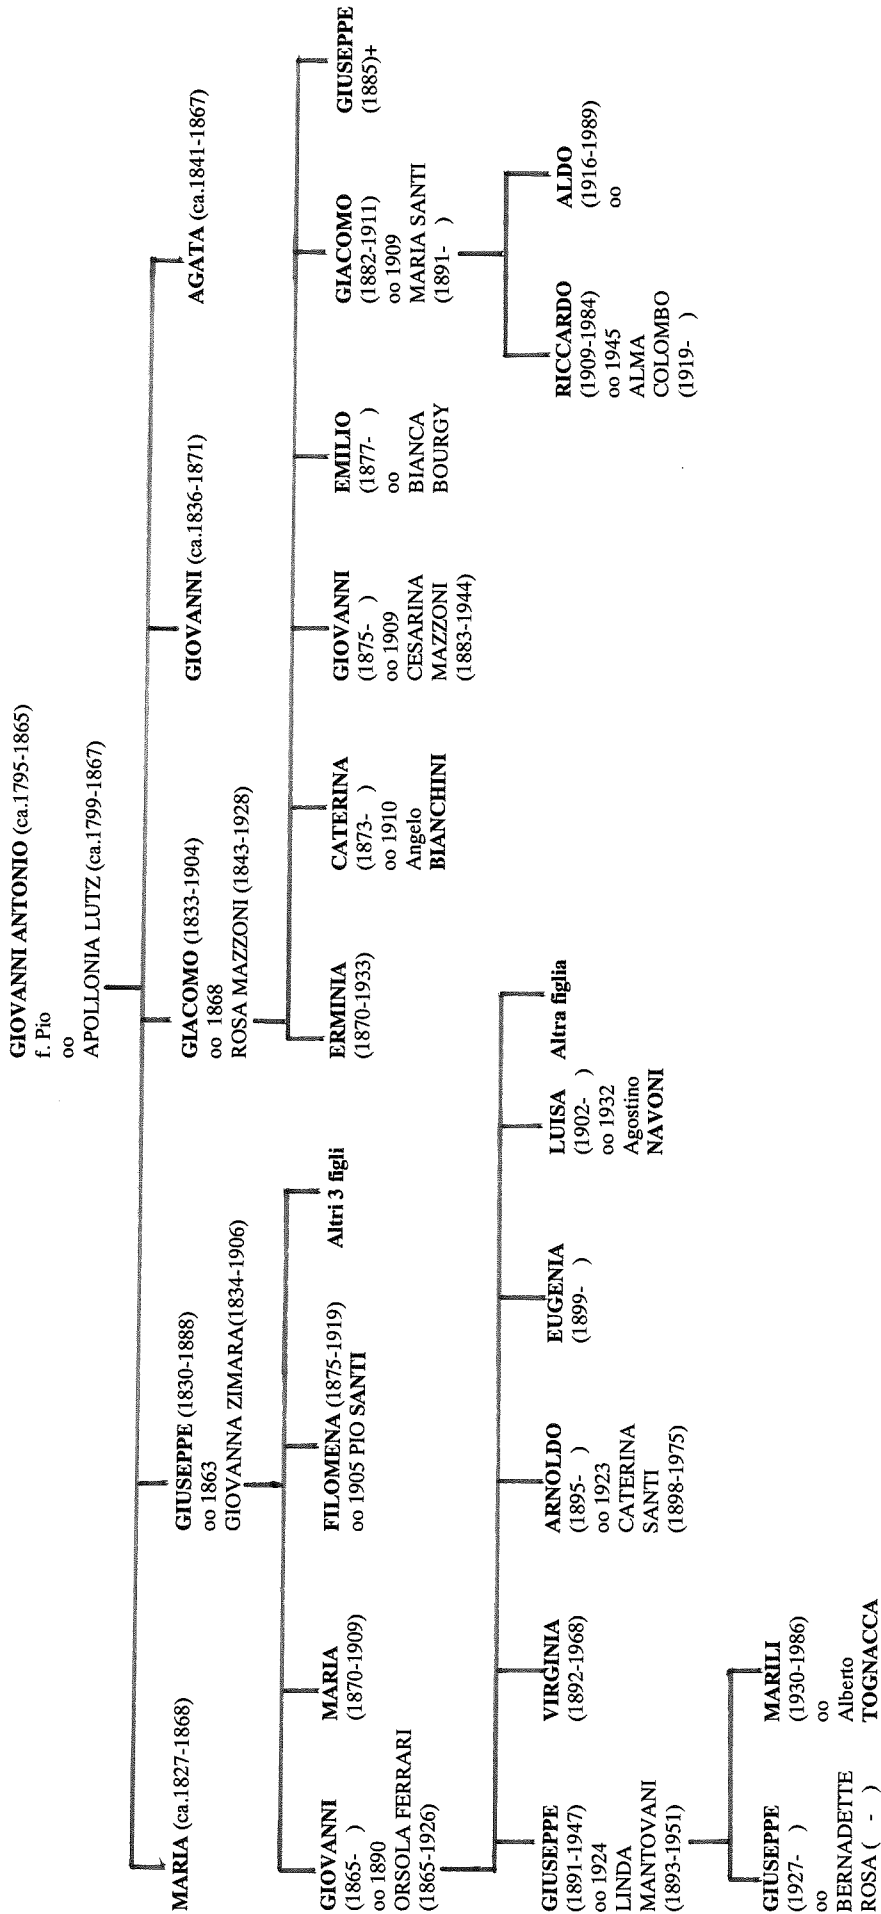 GIOVANNI ANTONIO (ca.1795-1865)
f. Pio
oo
APOLLONIA LUTZ (ca.1799-1867)
MARIA (ca.1827-1868)
GIUSEPPE (1830-1888)
oo 1863
GIOVANNA ZIMARA(1834-1906)
GIACOMO (1833-1904)
oo 1868
ROSA MAZZONI (1843-1928)
GIOVANNI (ca.1836-1871)
AGATA (ca.1841-1867)
GIOVANNI
(1865- )
oo 1890
ORSOLA FERRARI
(1865-1926)
MARIA
(1870-1909)
FILOMENA (1875-1919)
oo 1905 PIO SANTI
Altri 3 figli
ERMINIA
(1870-1933)
CATERINA
(1873- )
oo 1910
Angelo
BIANCHINI
GIOVANNI
(1875- )
oo 1909
CESARINA
MAZZONI
(1883-1944)
EMILIO
(1877- )
oo
BIANCA
BOURGY
GIACOMO
(1882-1911)
oo 1909
MARIA SANTI
(1891- )
GIUSEPPE
(1885)+
GIUSEPPE
(1891-1947)
oo 1924
LINDA
MANTOVANI
(1893-1951)
VIRGINIA
(1892-1968)
ARNOLDO
(1895- )
oo 1923
CATERINA
SANTI
(1898-1975)
EUGENIA
(1899- )
LUISA
(1902- )
oo 1932
Agostino
NAVONI
Altra figlia
RICCARDO
(1909-1984)
oo 1945
ALMA
COLOMBO
(1919- )
ALDO
(1916-1989)
oo
GIUSEPPE
(1927- )
oo
BERNADETTE
ROSA ( - )
MARILI
(1930-1986)
oo
Alberto
TOGNACCA